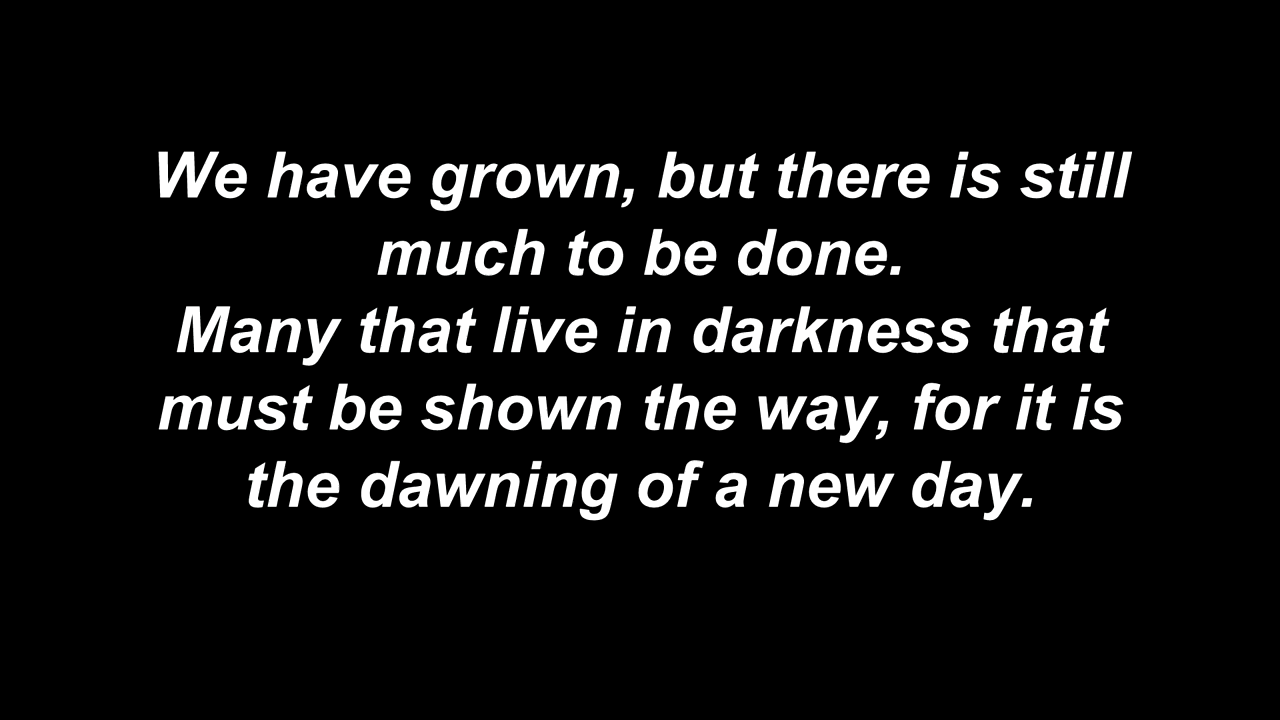 We have grown, but there is still
much to be done.
Many that live in darkness that
must be shown the way, for it is
the dawning of a new day.